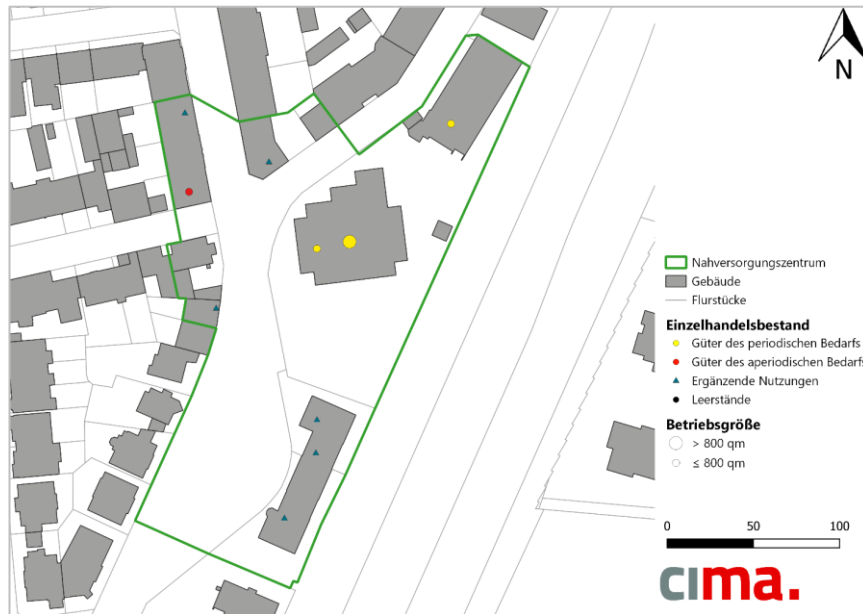 N
Nahversorgungszentrum
Gebäude
Flurstücke
Einzelhandelsbestand
Güter des periodischen Bedarfs
Güter des aperiodischen Bedarfs
Ergänzende Nutzungen
Leerstände
Betriebsgröße
> 800 qm
≤ 800 qm
0 50 100
cima.